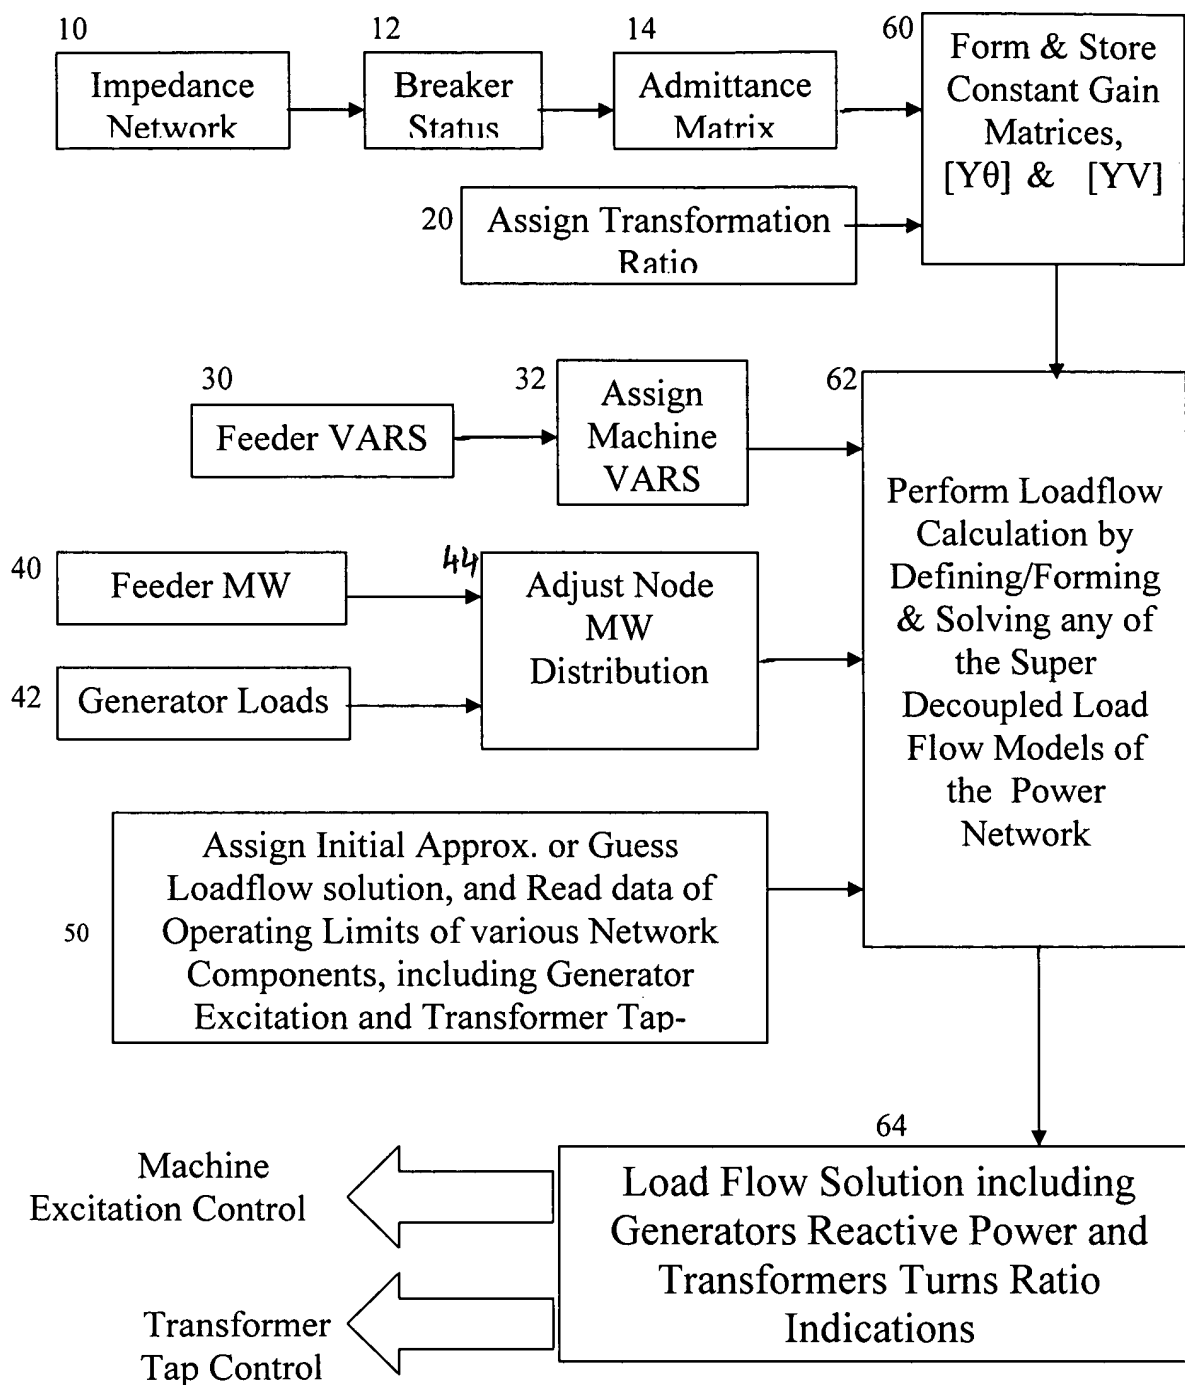 10
Impedance
Network
12
Breaker
Status
14
Admittance
Matrix
60
Form & Store
Constant Gain
Matrices,
[Yθ] & [YV]
20
Assign Transformation
Ratio
30
Feeder VARS
32
Assign
Machine
VARS
62
Perform Loadflow
Calculation by
Defining/Forming
& Solving any of
the Super
Decoupled Load
Flow Models of
the Power
Network
40
Feeder MW
42
Generator Loads
44
Adjust Node
MW
Distribution
50
Assign Initial Approx. or Guess
Loadflow solution, and Read data of
Operating Limits of various Network
Components, including Generator
Excitation and Transformer Tap-
64
Load Flow Solution including
Generators Reactive Power and
Transformers Turns Ratio
Indications
Machine
Excitation Control
Transformer
Tap Control